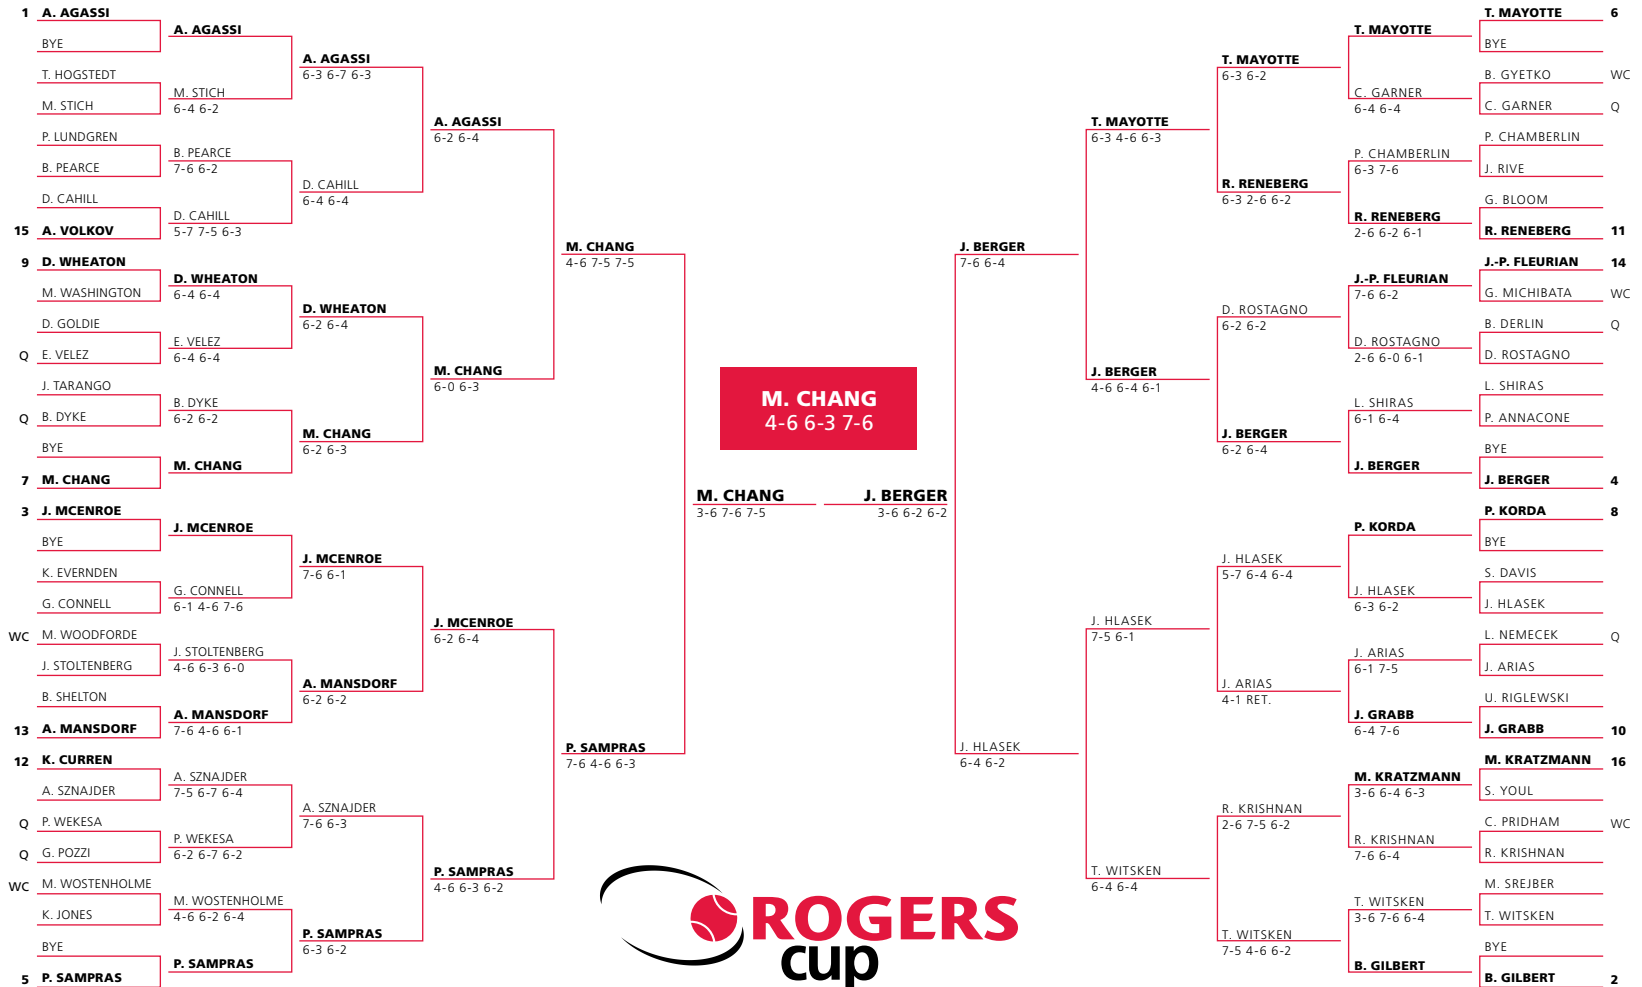 1 A. AGASSI
BYE
T. HOGSTEDT
M. STICH
P. LUNDGREN
B. PEARCE
D. CAHILL
15 A. VOLKOV
9 D. WHEATON
M. WASHINGTON
D. GOLDIE
Q E. VELEZ
J. TARANGO
Q B. DYKE
BYE
7 M. CHANG
3 J. MCENROE
BYE
K. EVERNDEN
G. CONNELL
WC M. WOODFORDE
J. STOLTENBERG
B. SHELTON
13 A. MANSDORF
12 K. CURREN
A. SZNAJDER
Q P. WEKESA
Q G. POZZI
WC M. WOSTENHOLME
K. JONES
BYE
5 P. SAMPRAS
A. AGASSI
M. STICH
6-4 6-2
B. PEARCE
7-6 6-2
D. CAHILL
5-7 7-5 6-3
D. WHEATON
6-4 6-4
E. VELEZ
6-4 6-4
B. DYKE
6-2 6-2
M. CHANG
J. MCENROE
G. CONNELL
6-1 4-6 7-6
J. STOLTENBERG
4-6 6-3 6-0
A. MANSDORF
7-6 4-6 6-1
A. SZNAJDER
7-5 6-7 6-4
P. WEKESA
6-2 6-7 6-2
M. WOSTENHOLME
4-6 6-2 6-4
P. SAMPRAS
A. AGASSI
6-3 6-7 6-3
D. CAHILL
6-4 6-4
D. WHEATON
6-2 6-4
M. CHANG
6-2 6-3
J. MCENROE
7-6 6-1
A. MANSDORF
6-2 6-2
A. SZNAJDER
7-6 6-3
P. SAMPRAS
6-3 6-2
A. AGASSI
6-2 6-4
M. CHANG
6-0 6-3
J. MCENROE
6-2 6-4
P. SAMPRAS
4-6 6-3 6-2
M. CHANG
4-6 7-5 7-5
P. SAMPRAS
7-6 4-6 6-3
M. CHANG
3-6 7-6 7-5
M. CHANG
4-6 6-3 7-6
J. BERGER
3-6 6-2 6-2
J. BERGER
7-6 6-4
J. HLASEK
6-4 6-2
T. MAYOTTE
6-3 4-6 6-3
J. BERGER
4-6 6-4 6-1
J. HLASEK
7-5 6-1
T. WITSKEN
6-4 6-4
T. MAYOTTE
6-3 6-2
R. RENEBERG
6-3 2-6 6-2
D. ROSTAGNO
6-2 6-2
J. BERGER
6-2 6-4
J. HLASEK
5-7 6-4 6-4
J. ARIAS
4-1 RET.
R. KRISHNAN
2-6 7-5 6-2
T. WITSKEN
7-5 4-6 6-2
T. MAYOTTE
C. GARNER
6-4 6-4
P. CHAMBERLIN
6-3 7-6
R. RENEBERG
2-6 6-2 6-1
J.-P. FLEURIAN
7-6 6-2
D. ROSTAGNO
2-6 6-0 6-1
L. SHIRAS
6-1 6-4
J. BERGER
P. KORDA
J. HLASEK
6-3 6-2
J. ARIAS
6-1 7-5
J. GRABB
6-4 7-6
M. KRATZMANN
3-6 6-4 6-3
R. KRISHNAN
7-6 6-4
T. WITSKEN
3-6 7-6 6-4
B. GILBERT
T. MAYOTTE 6
BYE
B. GYETKO WC
C. GARNER Q
P. CHAMBERLIN
J. RIVE
G. BLOOM
R. RENEBERG 11
J.-P. FLEURIAN 14
G. MICHIBATA WC
B. DERLIN Q
D. ROSTAGNO
L. SHIRAS
P. ANNACONE
BYE
J. BERGER 4
P. KORDA 8
BYE
S. DAVIS
J. HLASEK
L. NEMECEK Q
J. ARIAS
U. RIGLEWSKI
J. GRABB 10
M. KRATZMANN 16
S. YOUL
C. PRIDHAM WC
R. KRISHNAN
M. SREJBER
T. WITSKEN
BYE
B. GILBERT 2
ROGERS
cup